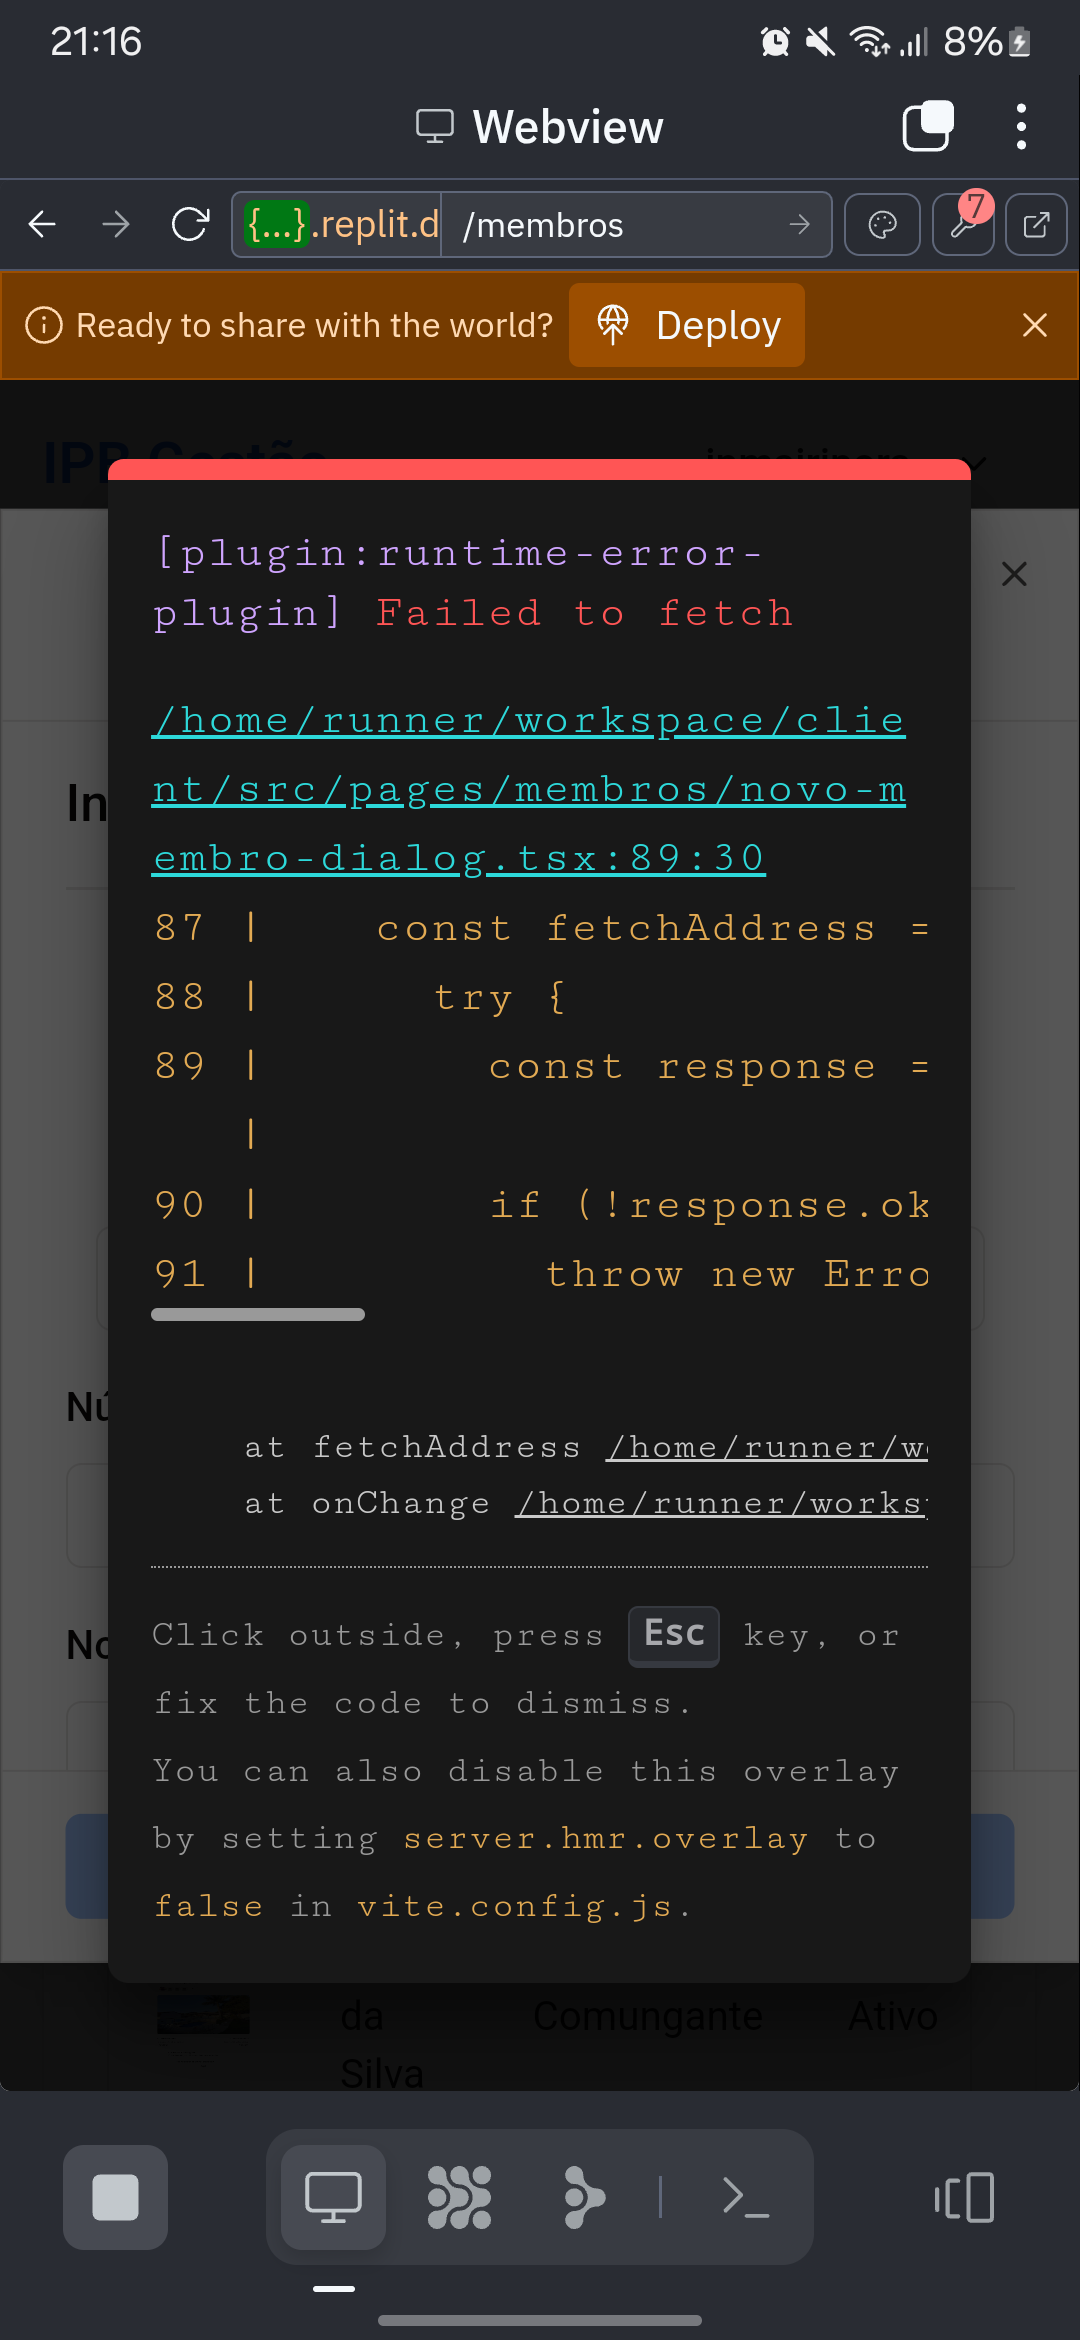 21:16
8%
Webview
{...}.replit.d
/membros
7
Ready to share with the world?
Deploy
IPB Gestão
[plugin:runtime-error-
plugin] Failed to fetch
/home/runner/workspace/clie
nt/src/pages/membros/novo-m
embro-dialog.tsx:89:30
In
87 |    const fetchAddress =
88 |      try {
89 |        const response =
   |
90 |        if (!response.ok
91 |          throw new Erro
Nú
at fetchAddress /home/runner/wo
at onChange /home/runner/works
No
Click outside, press Esc key, or
fix the code to dismiss.
You can also disable this overlay
by setting server.hmr.overlay to
false in vite.config.js.
da
Comungante
Ativo
Silva